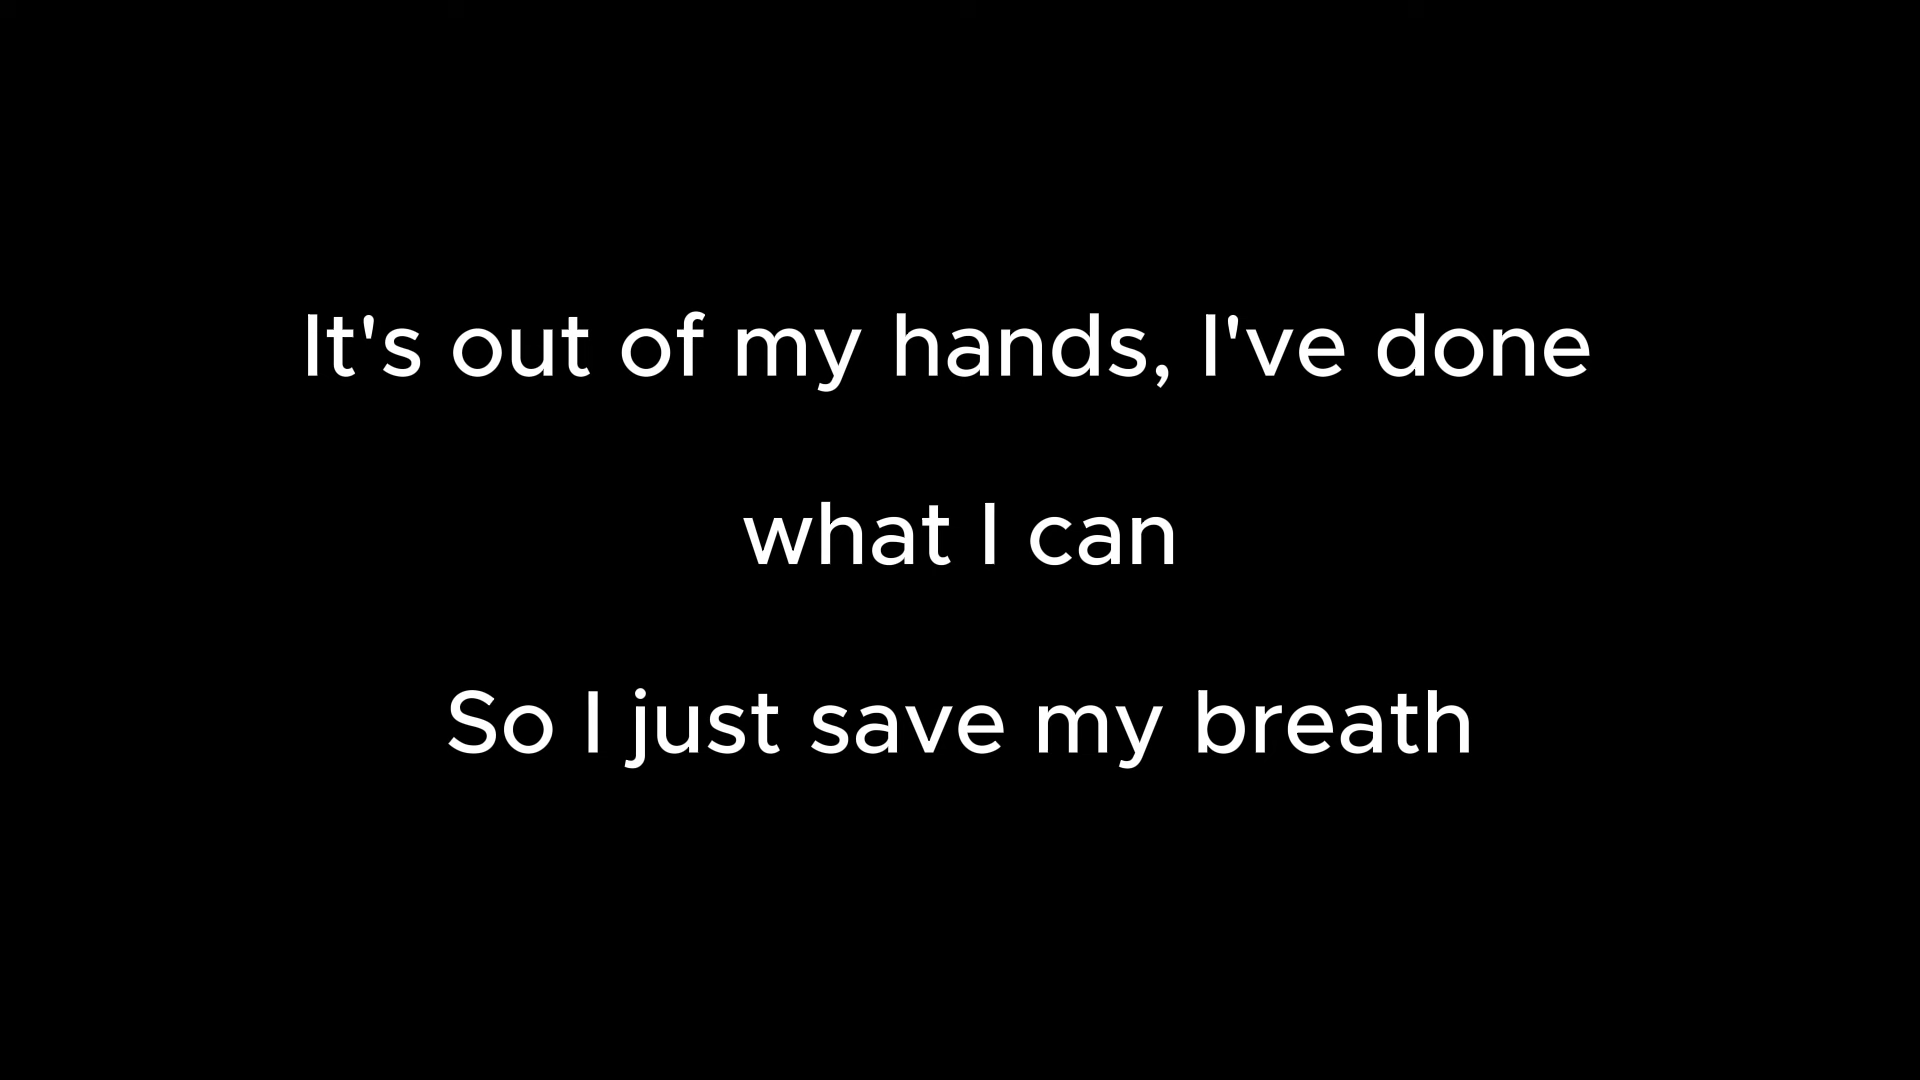 It's out of my hands, I've done
what I can
So I just save my breath